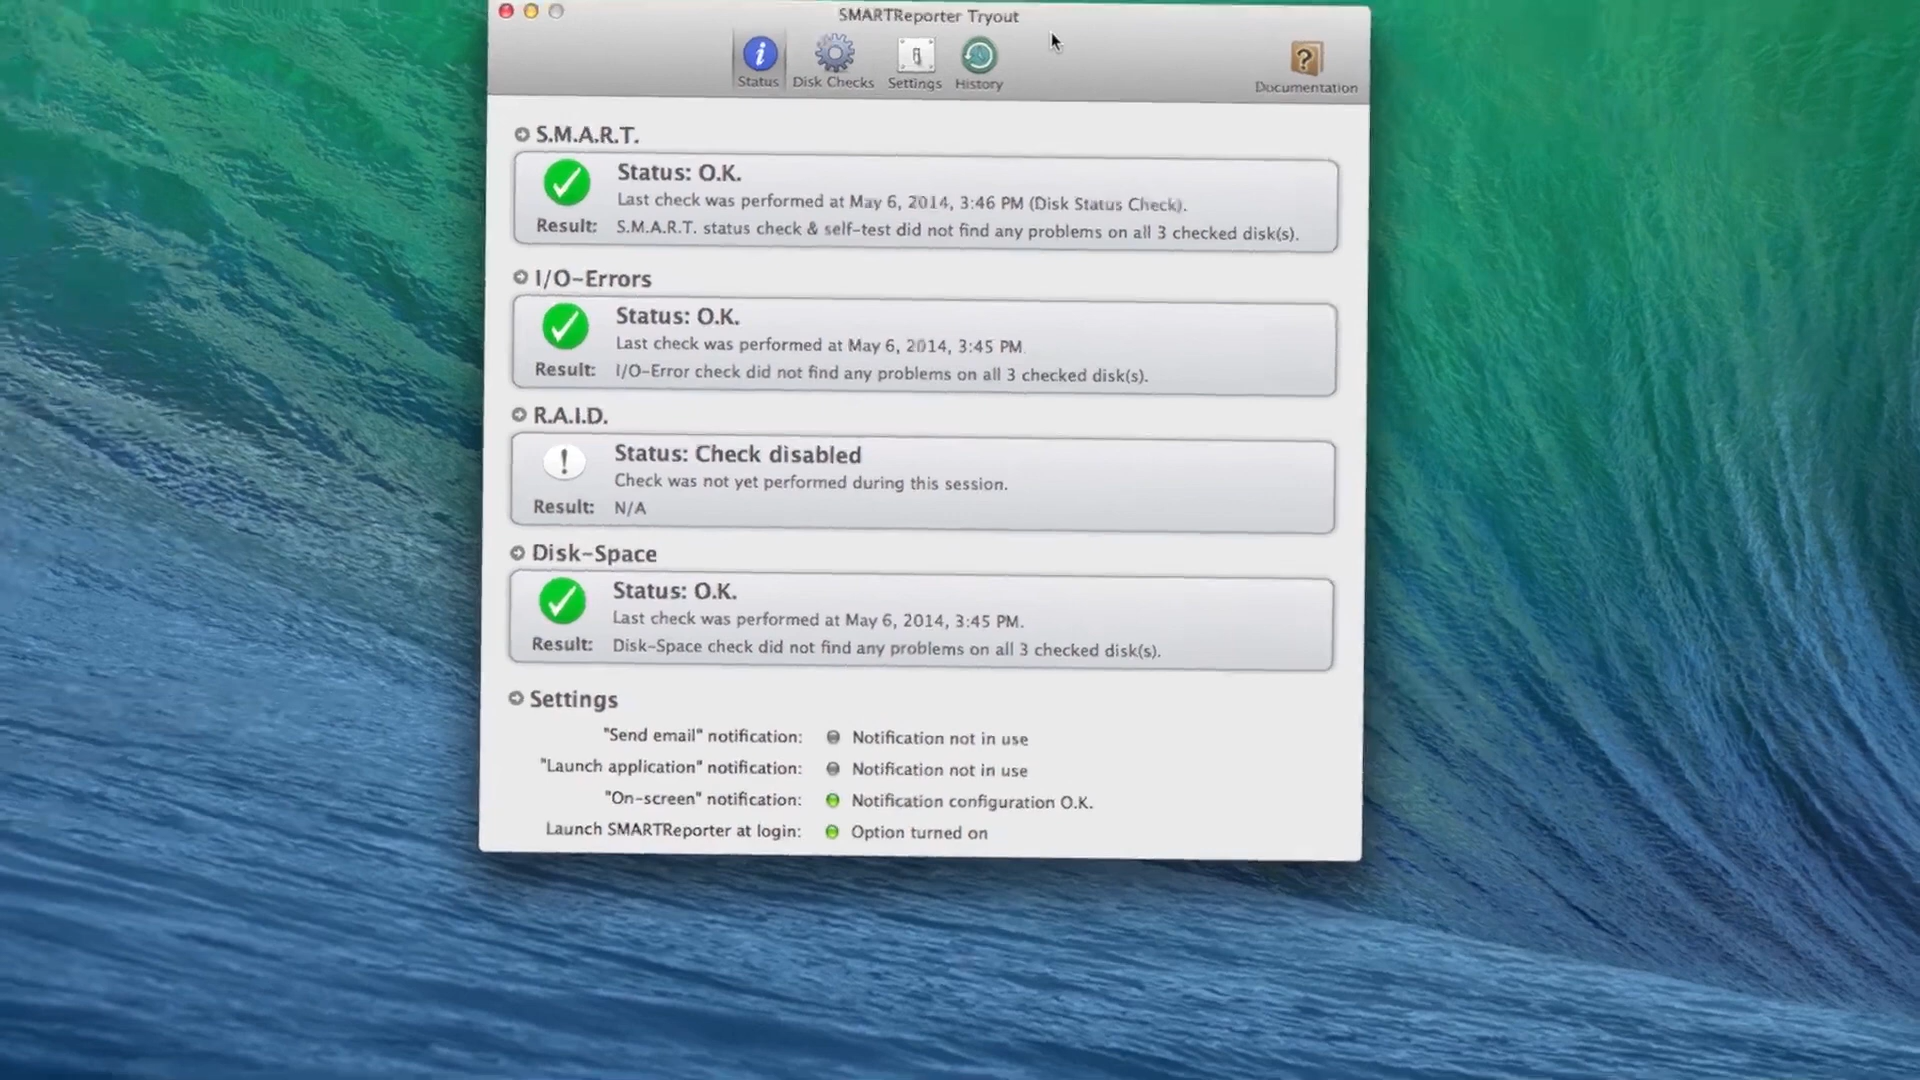 SMARTReporter Tryout
Status Disk Checks Settings History Documentation
S.M.A.R.T.
Status: O.K.
Last check was performed at May 6, 2014, 3:46 PM (Disk Status Check).
Result: S.M.A.R.T. status check & self-test did not find any problems on all 3 checked disk(s).
I/O-Errors
Status: O.K.
Last check was performed at May 6, 2014, 3:45 PM.
Result: I/O-Error check did not find any problems on all 3 checked disk(s).
R.A.I.D.
Status: Check disabled
Check was not yet performed during this session.
Result: N/A
Disk-Space
Status: O.K.
Last check was performed at May 6, 2014, 3:45 PM.
Result: Disk-Space check did not find any problems on all 3 checked disk(s).
Settings
"Send email" notification: Notification not in use
"Launch application" notification: Notification not in use
"On-screen" notification: Notification configuration O.K.
Launch SMARTReporter at login: Option turned on